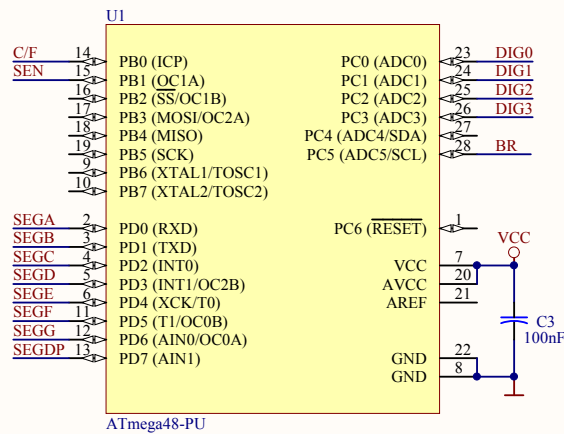 U1
C/F 14 PB0 (ICP) PC0 (ADC0) 23 DIG0
SEN 15 PB1 (OC1A) PC1 (ADC1) 24 DIG1
16 PB2 (SS/OC1B) PC2 (ADC2) 25 DIG2
17 PB3 (MOSI/OC2A) PC3 (ADC3) 26 DIG3
18 PB4 (MISO) PC4 (ADC4/SDA) 27
19 PB5 (SCK) PC5 (ADC5/SCL) 28 BR
9 PB6 (XTAL1/TOSC1)
10 PB7 (XTAL2/TOSC2)
SEGA 2 PD0 (RXD) PC6 (RESET) 1
SEGB 3 PD1 (TXD) VCC
SEGC 4 PD2 (INT0) VCC 7
SEGD 5 PD3 (INT1/OC2B) AVCC 20
SEGE 6 PD4 (XCK/T0) AREF 21
SEGF 11 PD5 (T1/OC0B) C3
SEGG 12 PD6 (AIN0/OC0A) 100nF
SEGDP 13 PD7 (AIN1) GND 22
GND 8
ATmega48-PU